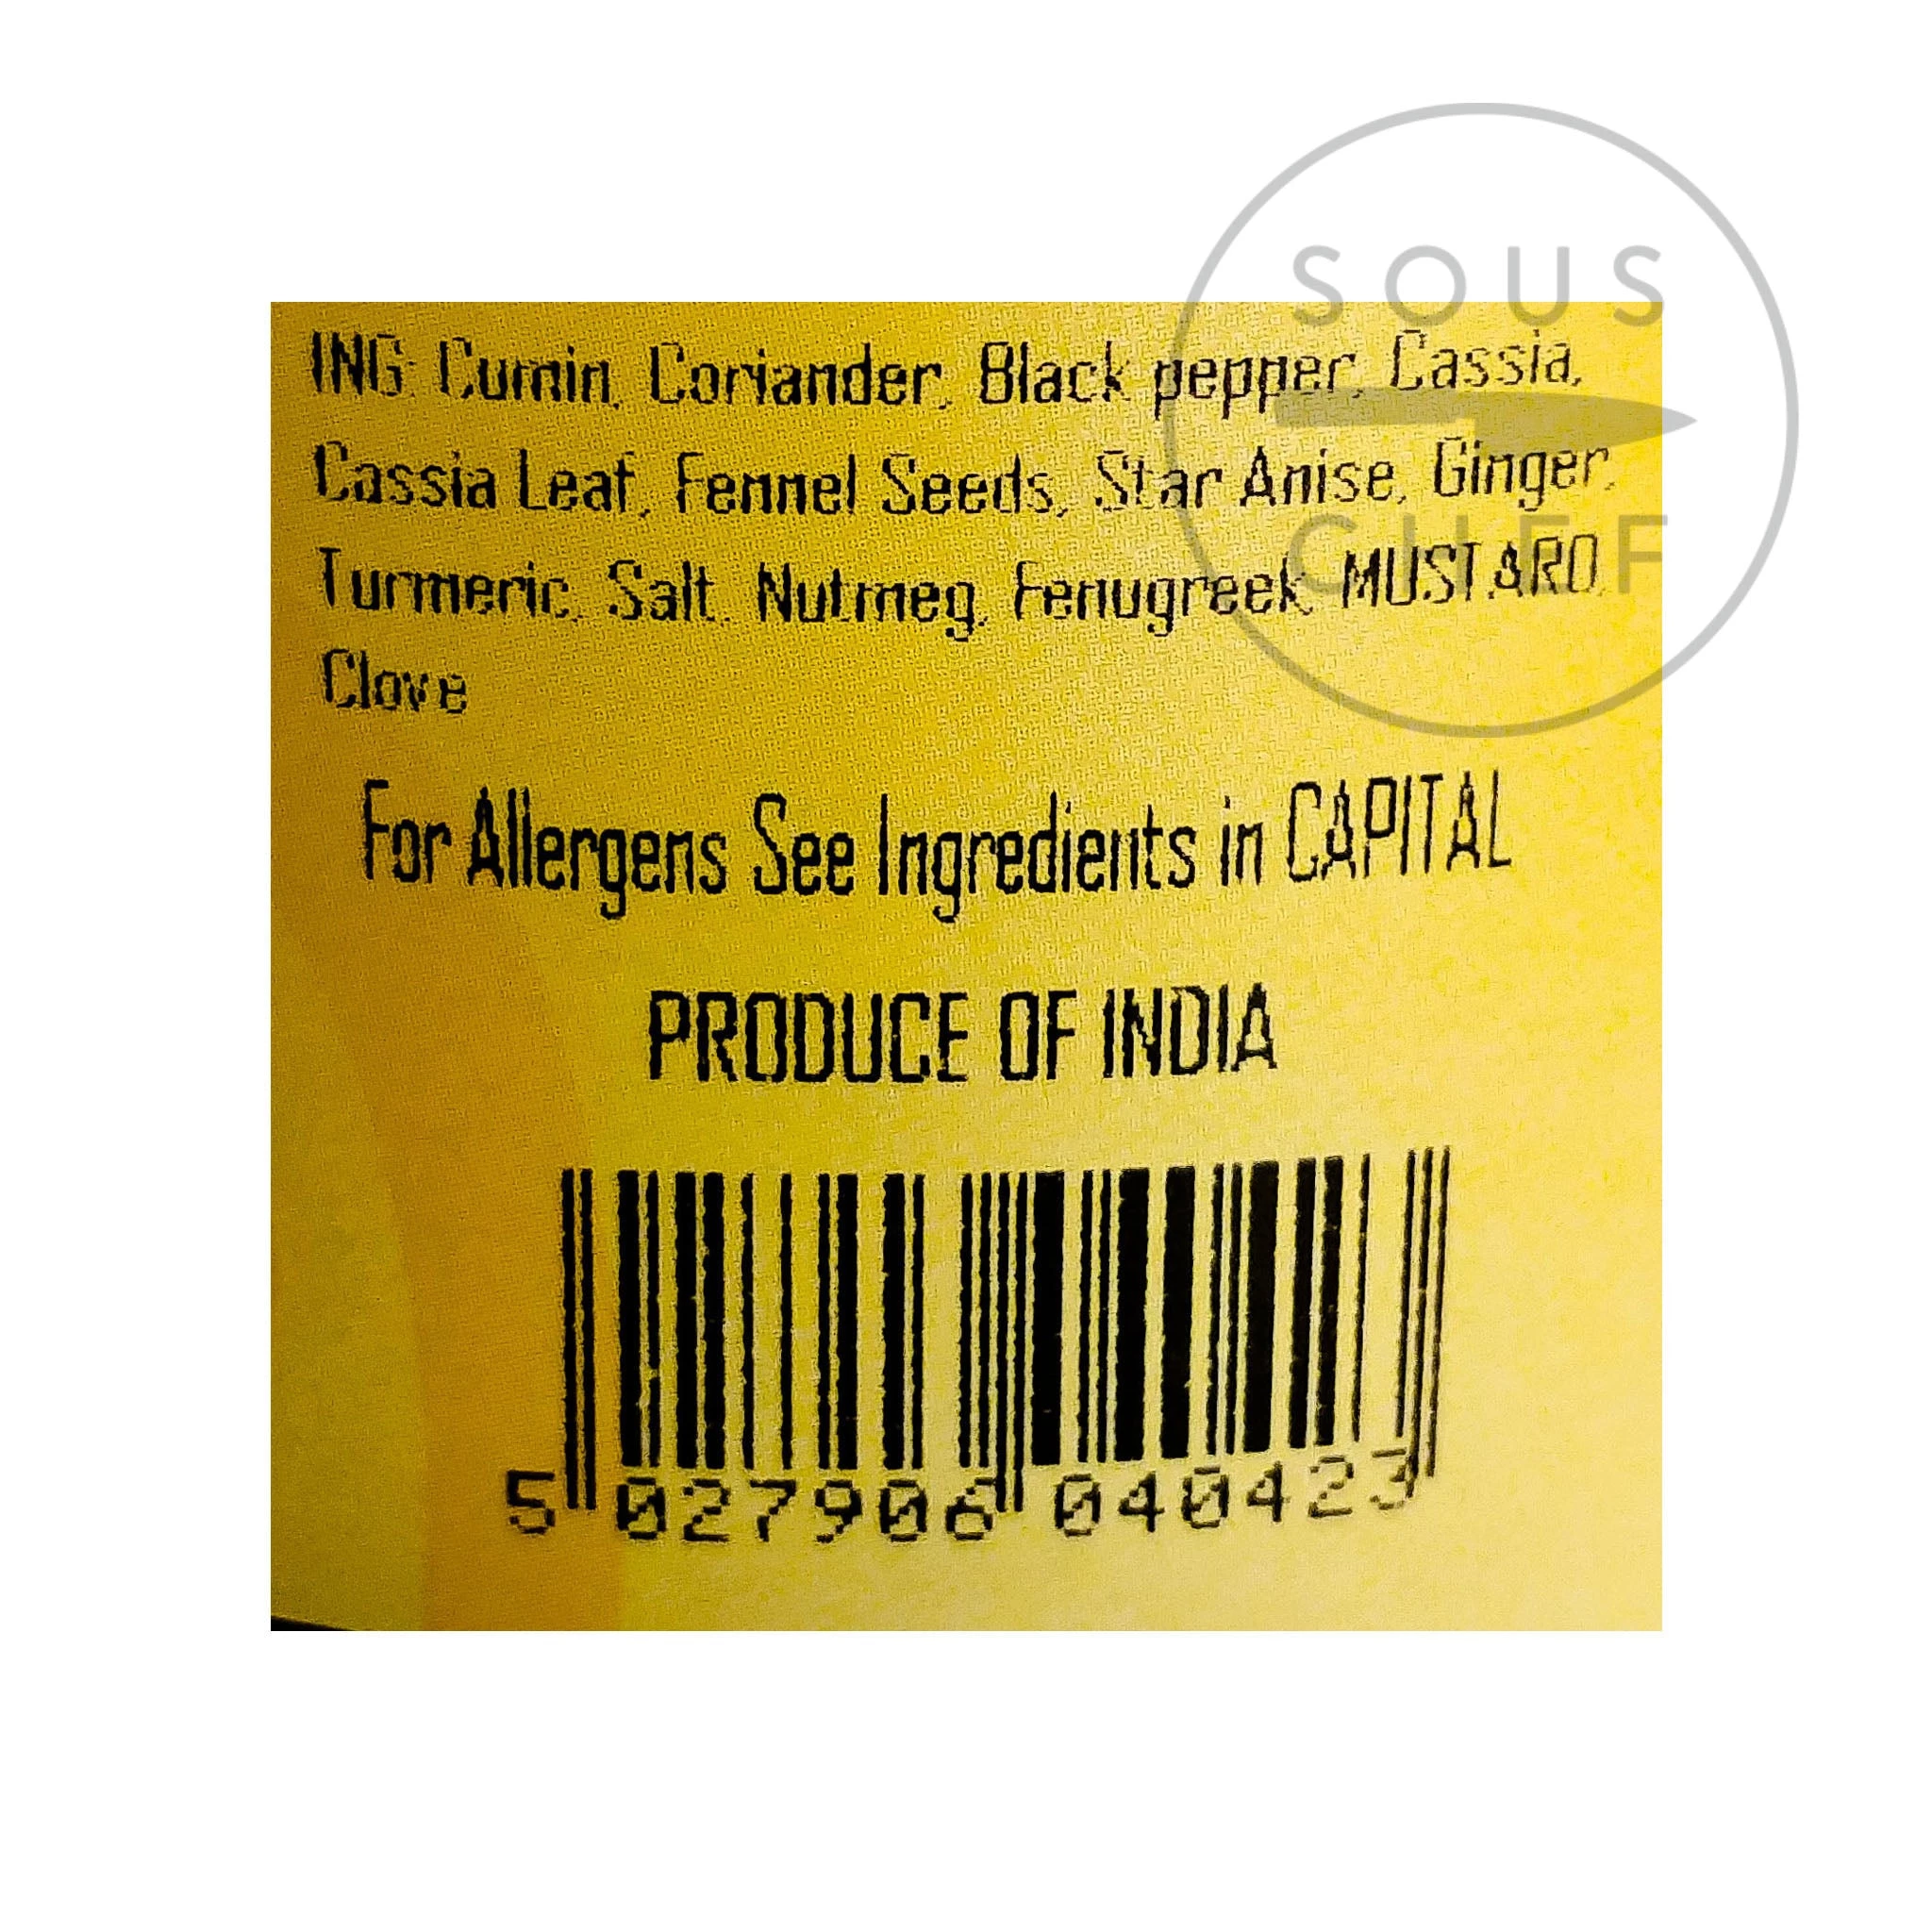 SOUS
CHEF
ING: Cumin, Coriander, Black pepper, Cassia,
Cassia Leaf, Fennel Seeds, Star Anise, Ginger,
Turmeric, Salt, Nutmeg, Fenugreek, MUSTARD,
Clove
For Allergens See Ingredients in CAPITAL
PRODUCE OF INDIA
5 027906 040423